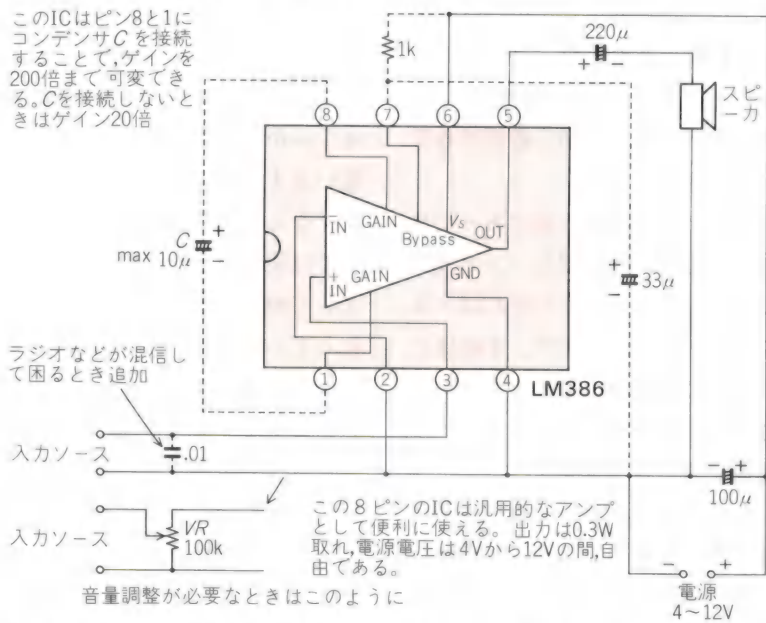 このICはピン8と1に
コンデンサCを接続
することで,ゲインを
200倍まで可変でき
る。Cを接続しないと
きはゲイン20倍
1k
220μ
+ -
スピ
ーカ
⑧ ⑦ ⑥ ⑤
C
max 10μ
+
-
-
IN
GAIN
Bypass
Vs
OUT
+
IN
GAIN
GND
+
-
33μ
① ② ③ ④
LM386
ラジオなどが混信し
て困るとき追加
入力ソース
.01
- +
100μ
入力ソース
VR
100k
この8ピンのICは汎用的なアンプ
として便利に使える。出力は0.3W
取れ,電源電圧は4Vから12Vの間,自
由である。
- +
電源
4～12V
音量調整が必要なときはこのように